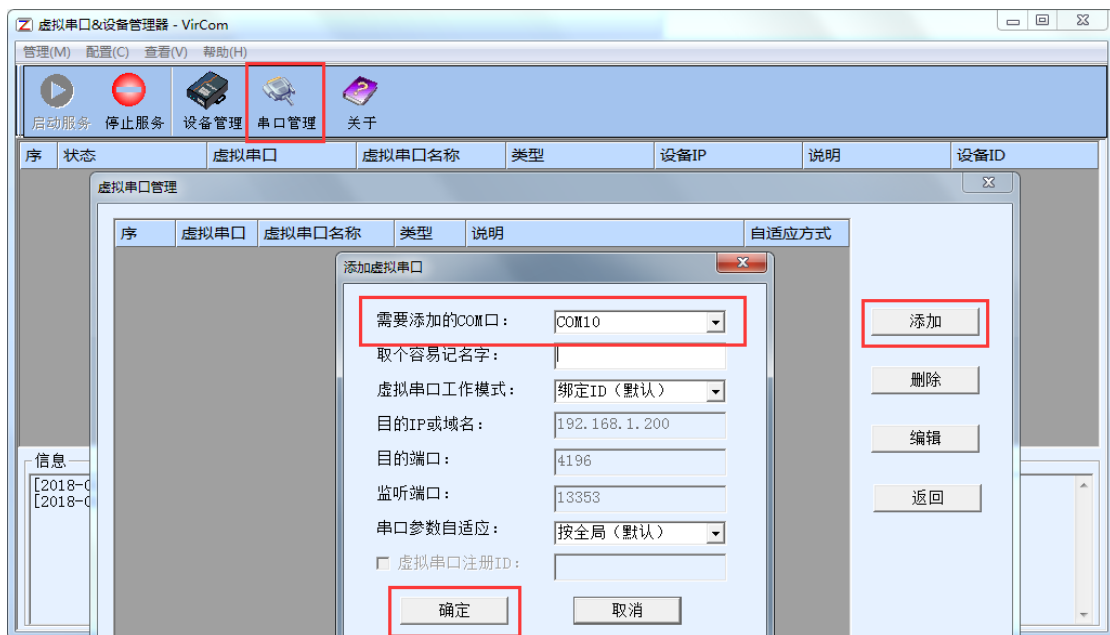 虚拟串口&设备管理器 - VirCom
管理(M) 配置(C) 查看(V) 帮助(H)
启动服务 停止服务 设备管理 串口管理 关于
序 状态 虚拟串口 虚拟串口名称 类型 设备IP 说明 设备ID
虚拟串口管理
序 虚拟串口 虚拟串口名称 类型 说明 自适应方式
添加虚拟串口
需要添加的COM口: COM10
添加
取个容易记名字:
虚拟串口工作模式: 绑定ID (默认)
删除
目的IP或域名: 192.168.1.200
编辑
目的端口: 4196
监听端口: 13353
返回
串口参数自适应: 按全局 (默认)
虚拟串口注册ID:
确定 取消
信息
[2018-0
[2018-0